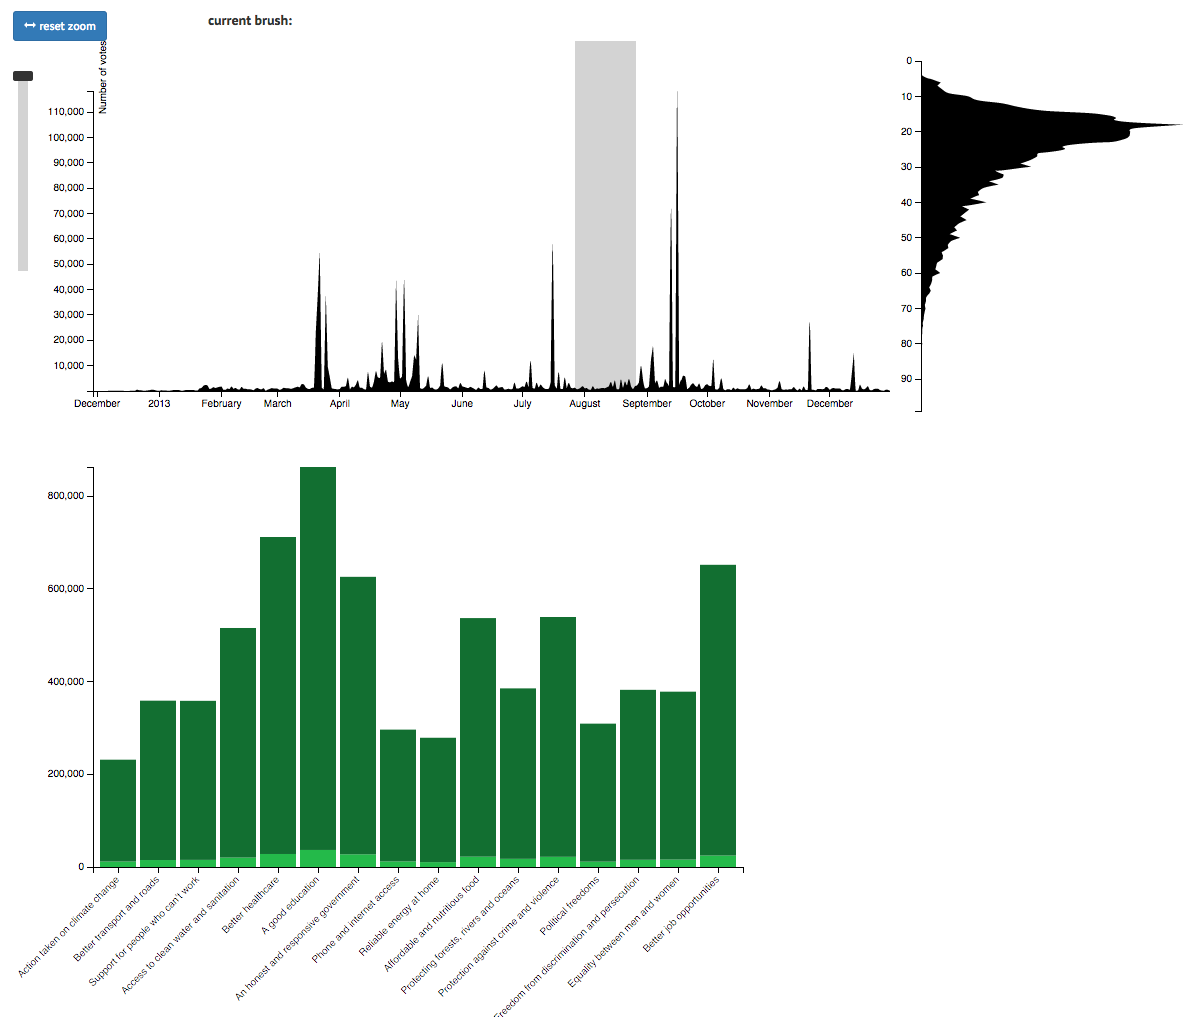 reset zoom
current brush:
Number of votes
110,000
100,000
90,000
80,000
70,000
60,000
50,000
40,000
30,000
20,000
10,000
December 2013 February March April May June July August September October November December
0
10
20
30
40
50
60
70
80
90
800,000
600,000
400,000
200,000
0
Action taken on climate change
Better transport and roads
Support for people who can't work
Access to clean water and sanitation
Better healthcare
A good education
An honest and responsive government
Phone and internet access
Reliable energy at home
Affordable and nutritious food
Protecting forests, rivers and oceans
Protection against crime and violence
Political freedoms
Freedom from discrimination and persecution
Equality between men and women
Better job opportunities